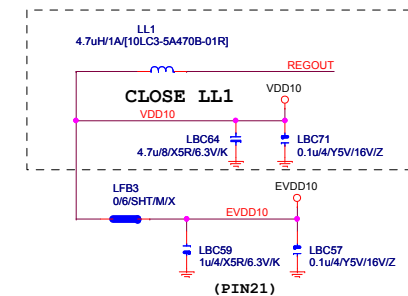 LL1
4.7uH/1A/[10LC3-5A470B-01R]
REGOUT
CLOSE LL1
VDD10
VDD10
LBC64
4.7u/8/X5R/6.3V/K
LBC71
0.1u/4/Y5V/16V/Z
LFB3
0/6/SHT/M/X
EVDD10
EVDD10
LBC59
1u/4/X5R/6.3V/K
LBC57
0.1u/4/Y5V/16V/Z
(PIN21)